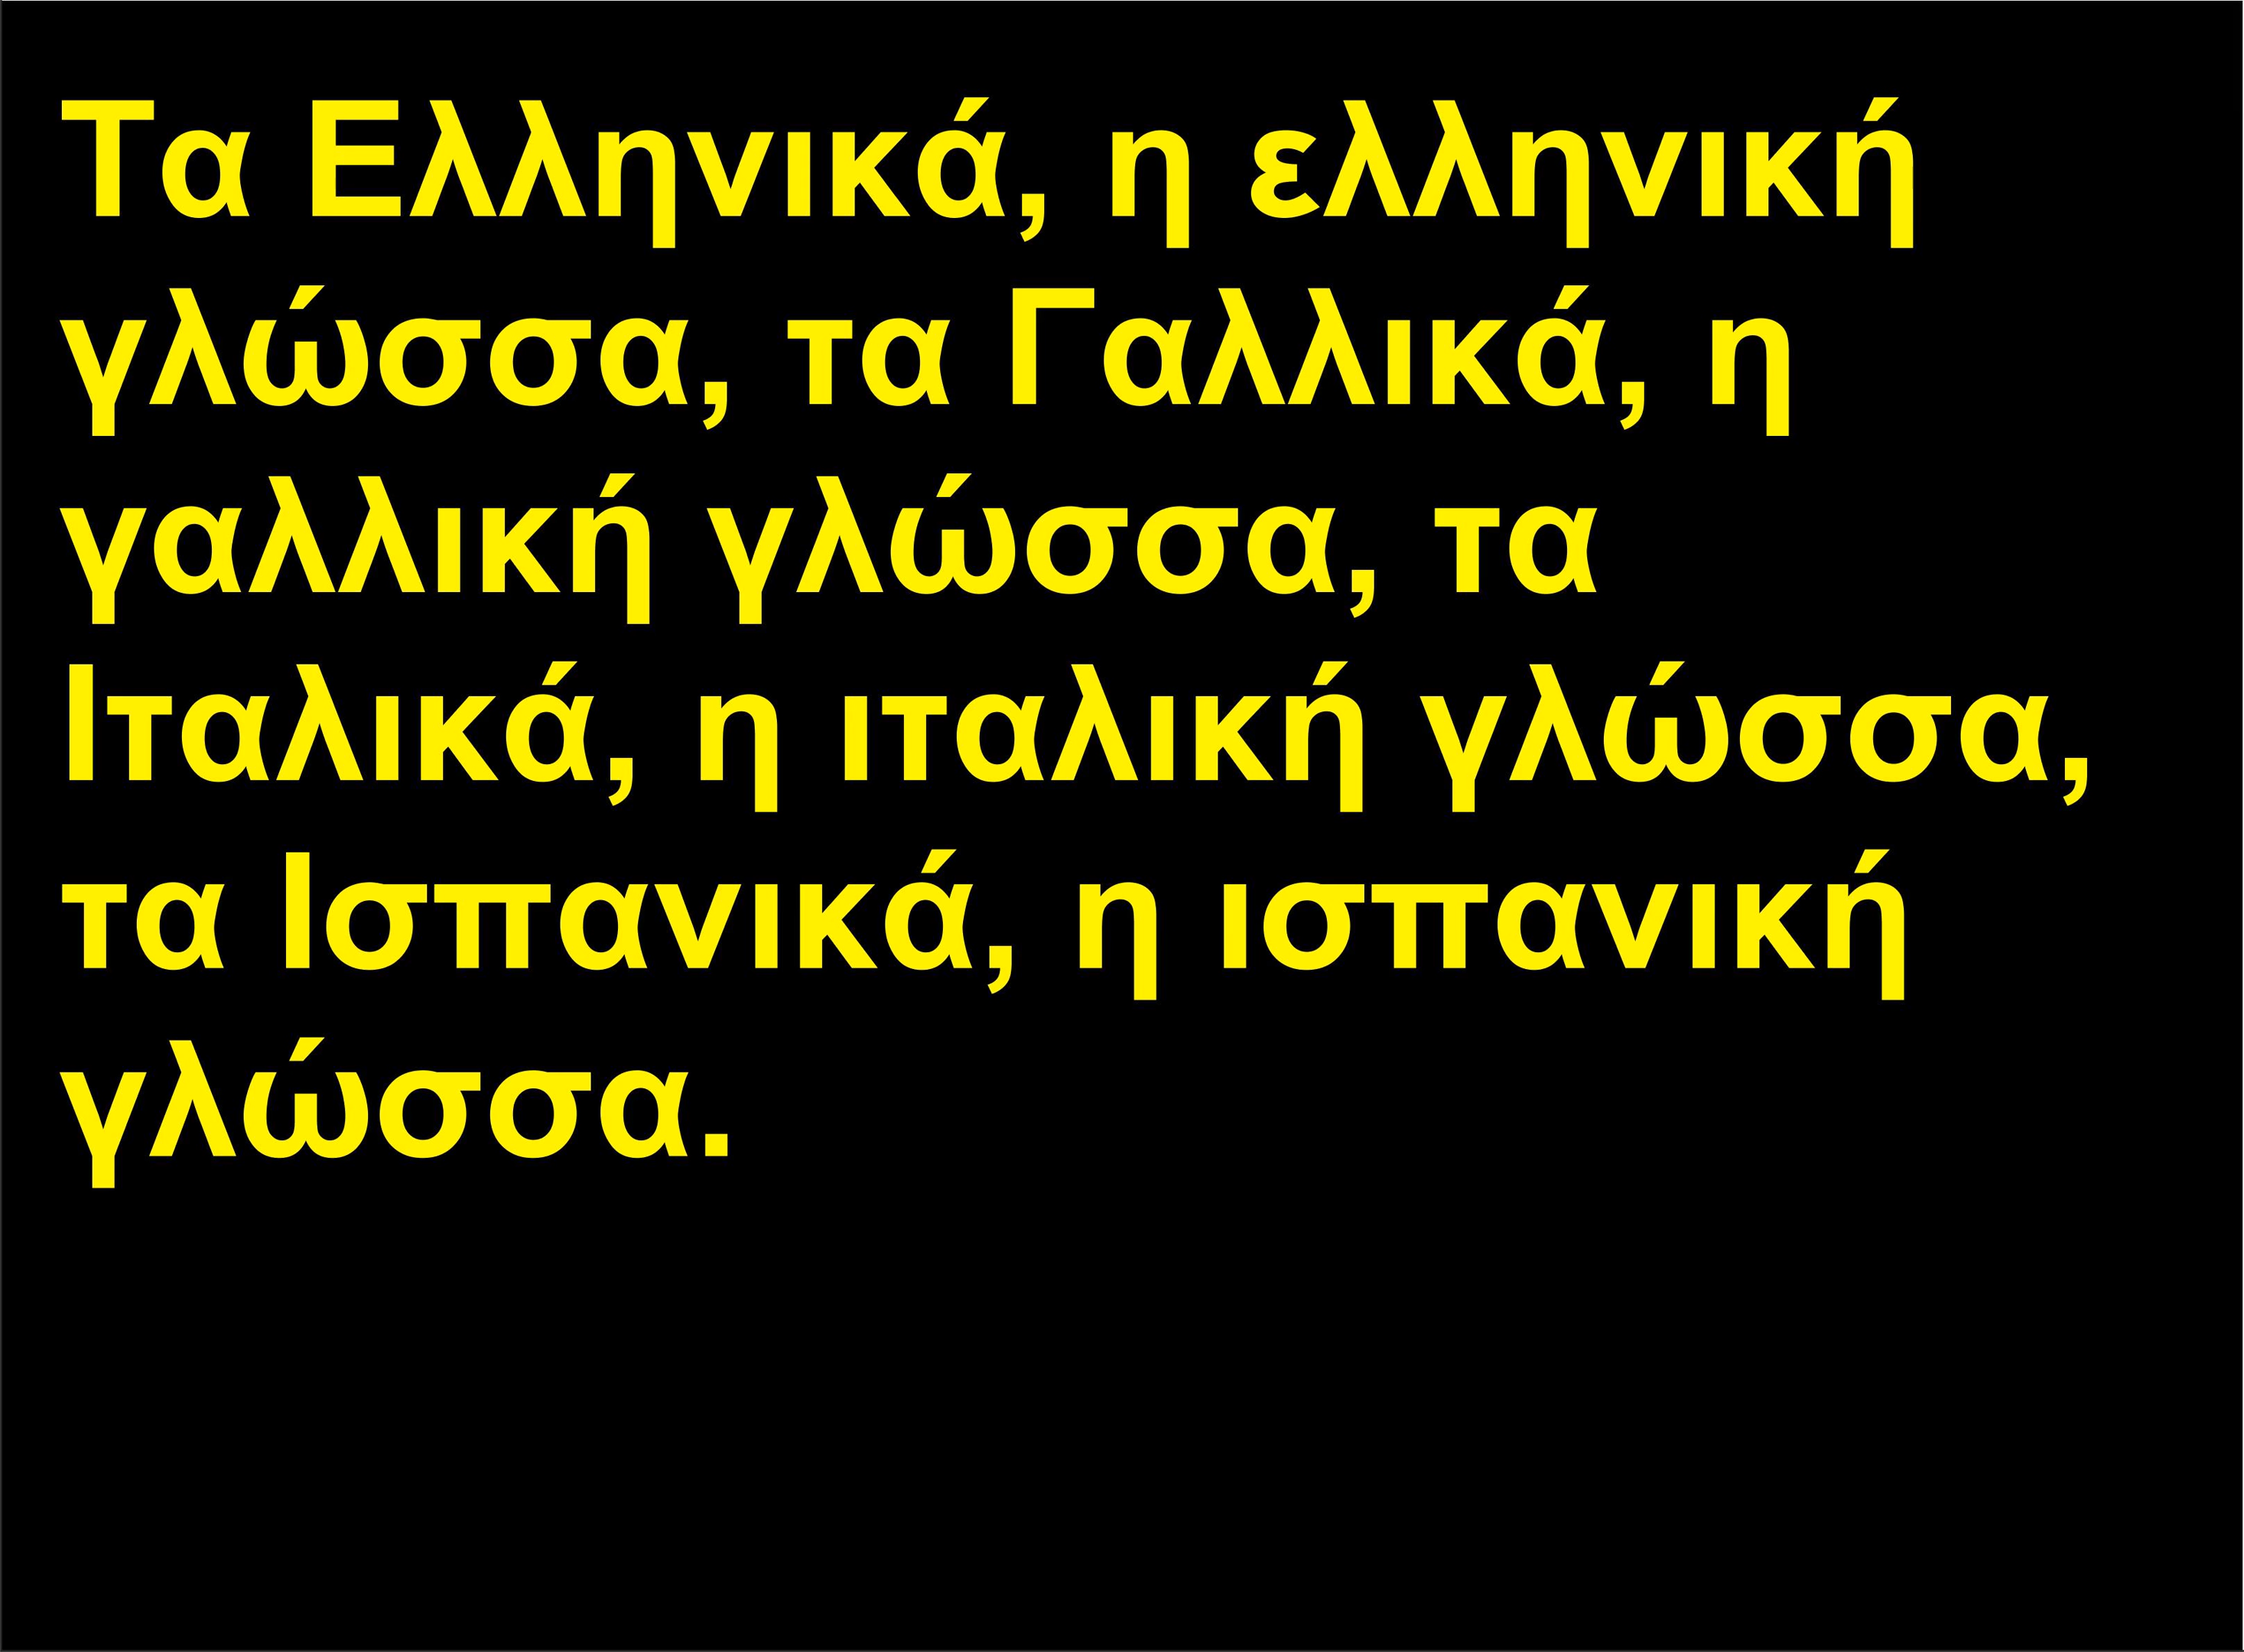 Τα Ελληνικά, η ελληνική
γλώσσα, τα Γαλλικά, η
γαλλική γλώσσα, τα
Ιταλικά, η ιταλική γλώσσα,
τα Ισπανικά, η ισπανική
γλώσσα.